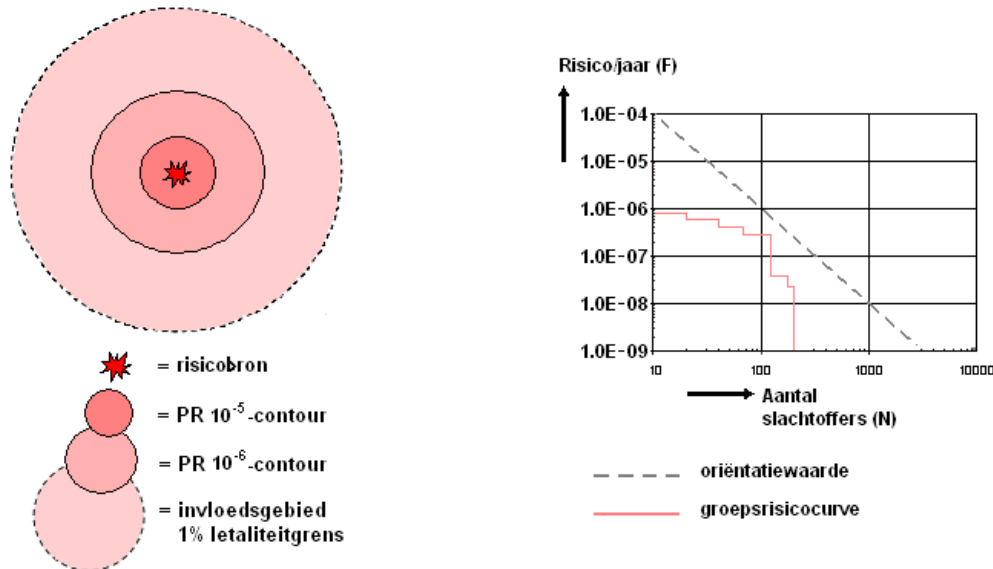 = risicobron
= PR 10⁻⁵-contour
= PR 10⁻⁶-contour
= invloedsgebied
1% letaliteitgrens
Risico/jaar (F)
1.0E-04
1.0E-05
1.0E-06
1.0E-07
1.0E-08
1.0E-09
10 100 1000 10000
Aantal
slachtoffers (N)
oriëntatiewaarde
groepsrisicocurve